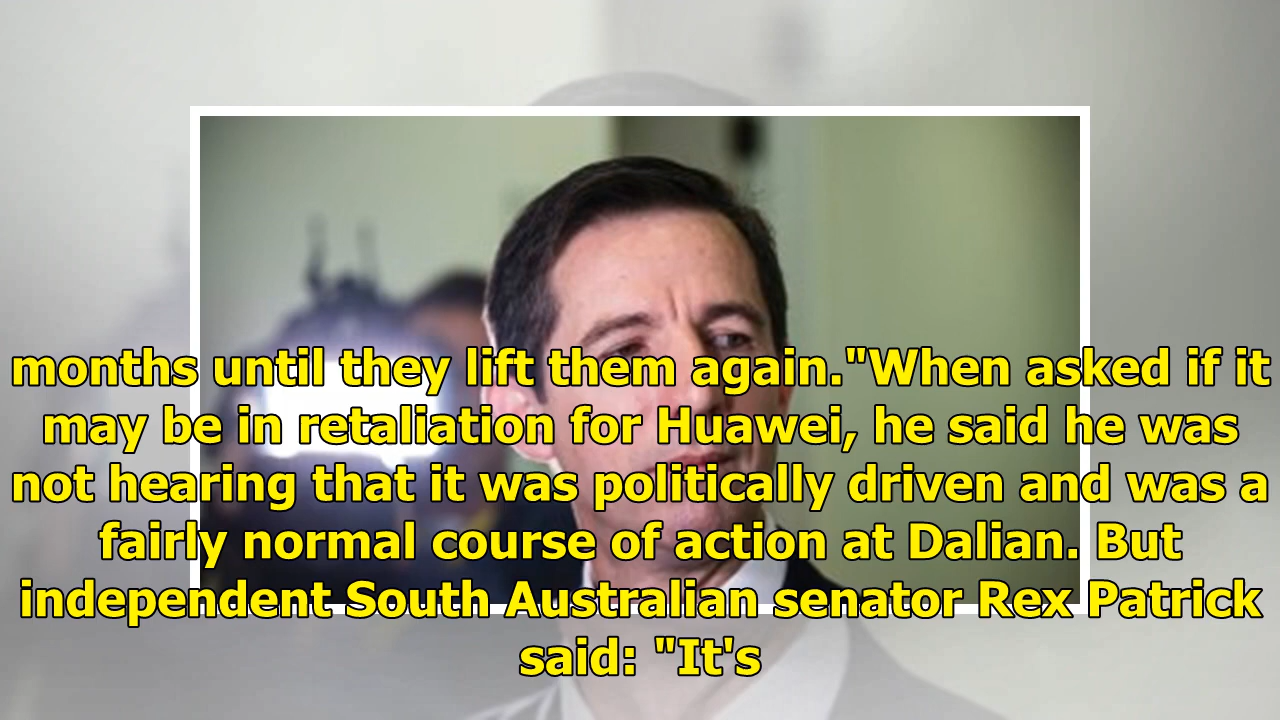 months until they lift them again."When asked if it
may be in retaliation for Huawei, he said he was
not hearing that it was politically driven and was a
fairly normal course of action at Dalian. But
independent South Australian senator Rex Patrick
said: "It's